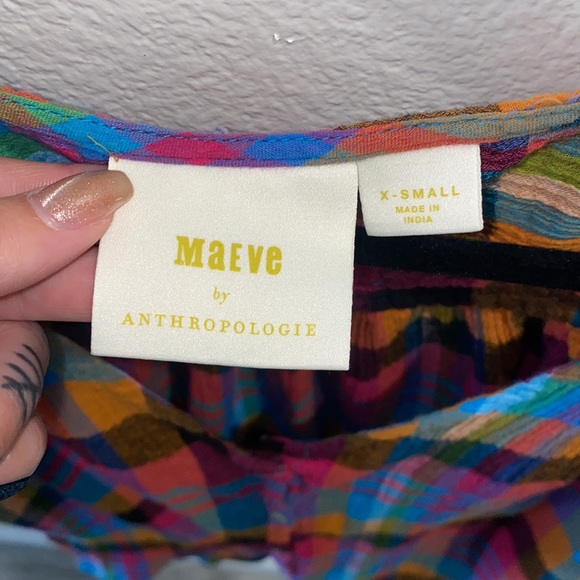 MaEve
by
ANTHROPOLOGIE
X-SMALL
MADE IN
INDIA